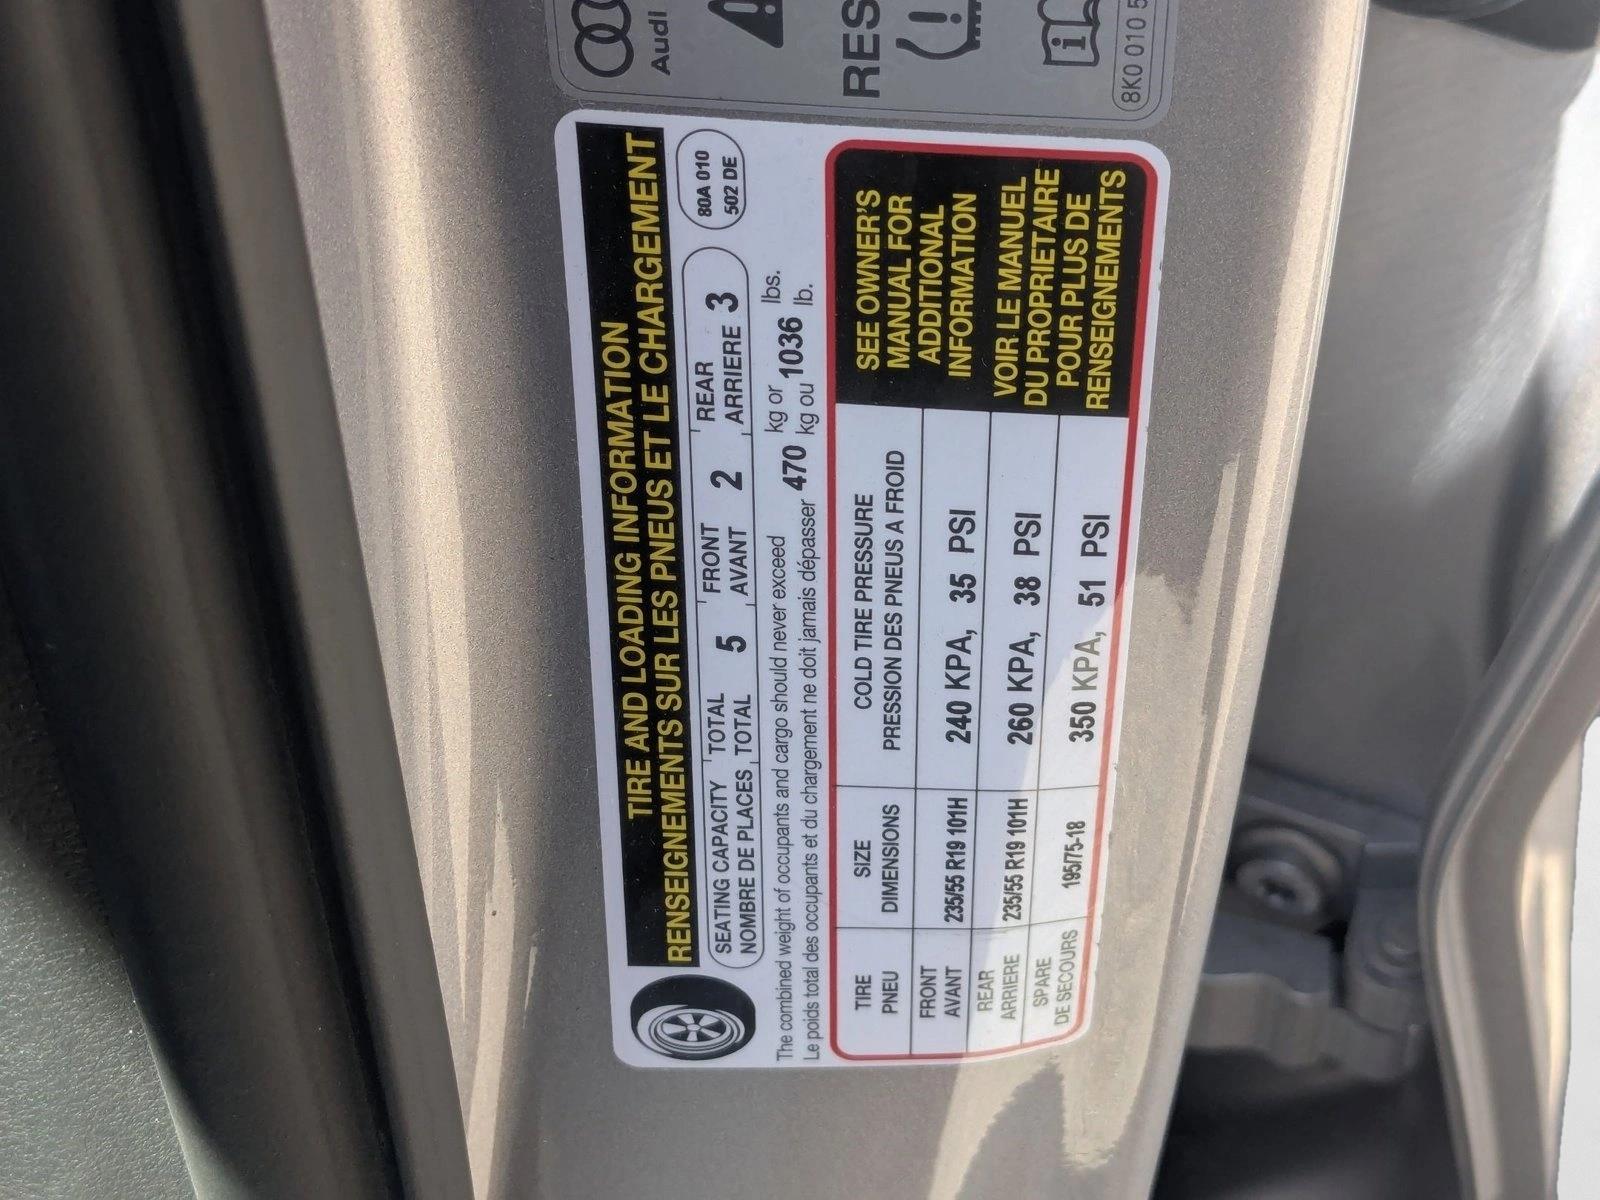 Audi
RES
8K0 010 5
TIRE AND LOADING INFORMATION
RENSEIGNEMENTS SUR LES PNEUS ET LE CHARGEMENT
SEATING CAPACITY TOTAL 5 FRONT 2 REAR 3
NOMBRE DE PLACES TOTAL AVANT ARRIERE
80A 010
502 DE
The combined weight of occupants and cargo should never exceed 470 kg or 1036 lbs.
Le poids total des occupants et du chargement ne doit jamais dépasser kg ou lb.
TIRE SIZE COLD TIRE PRESSURE
PNEU DIMENSIONS PRESSION DES PNEUS A FROID
FRONT
AVANT 235/55 R19 101H 240 KPA, 35 PSI
REAR
ARRIERE 235/55 R19 101H 260 KPA, 38 PSI
SPARE
DE SECOURS 195/75-18 350 KPA, 51 PSI
SEE OWNER'S
MANUAL FOR
ADDITIONAL
INFORMATION
VOIR LE MANUEL
DU PROPRIETAIRE
POUR PLUS DE
RENSEIGNEMENTS